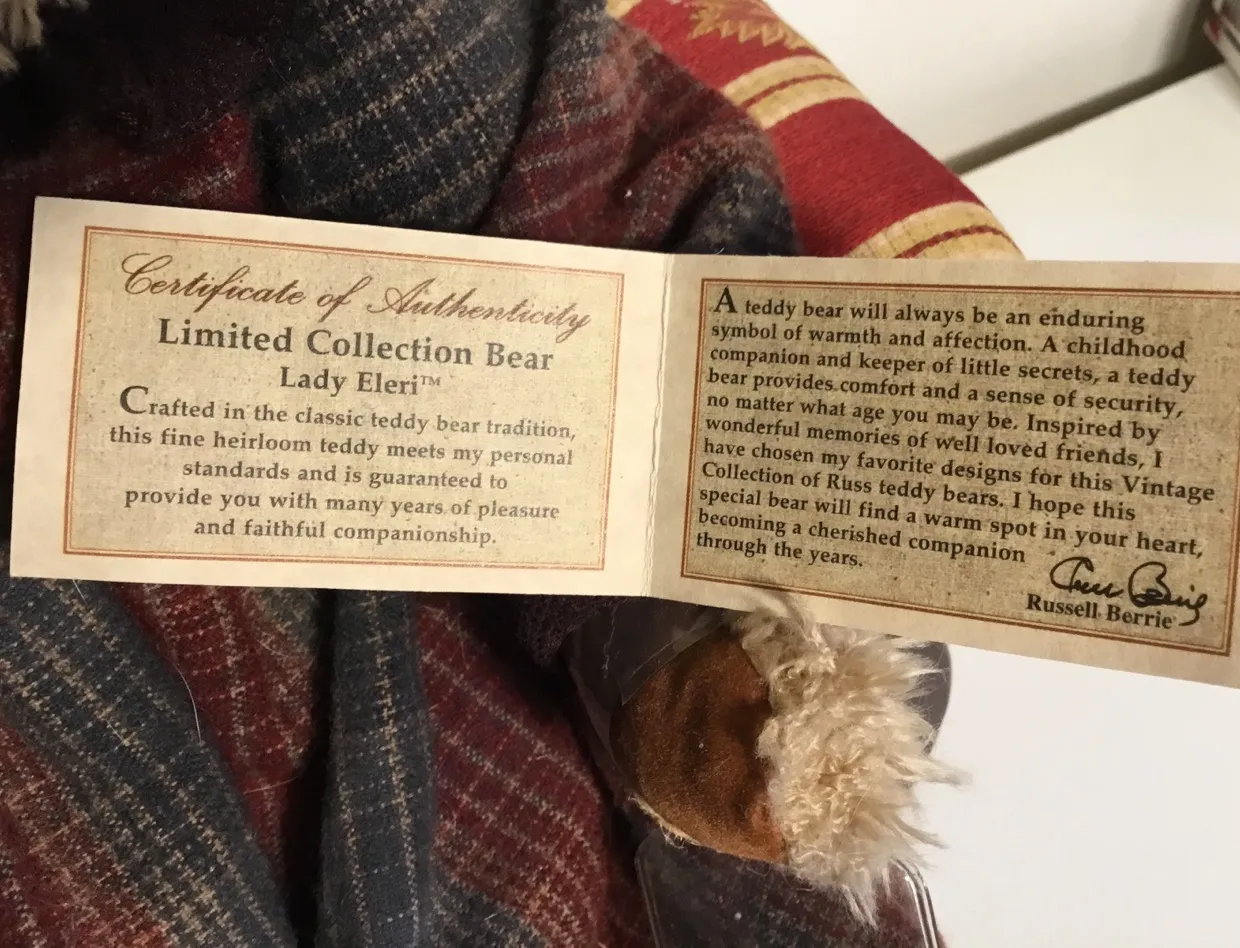 Certificate of Authenticity
Limited Collection Bear
Lady Eleri™
Crafted in the classic teddy bear tradition,
this fine heirloom teddy meets my personal
standards and is guaranteed to
provide you with many years of pleasure
and faithful companionship.
A teddy bear will always be an enduring
symbol of warmth and affection. A childhood
companion and keeper of little secrets, a teddy
bear provides comfort and a sense of security,
no matter what age you may be. Inspired by
wonderful memories of well loved friends, I
have chosen my favorite designs for this Vintage
Collection of Russ teddy bears. I hope this
special bear will find a warm spot in your heart,
becoming a cherished companion
through the years.
Russ Berrie
Russell Berrie